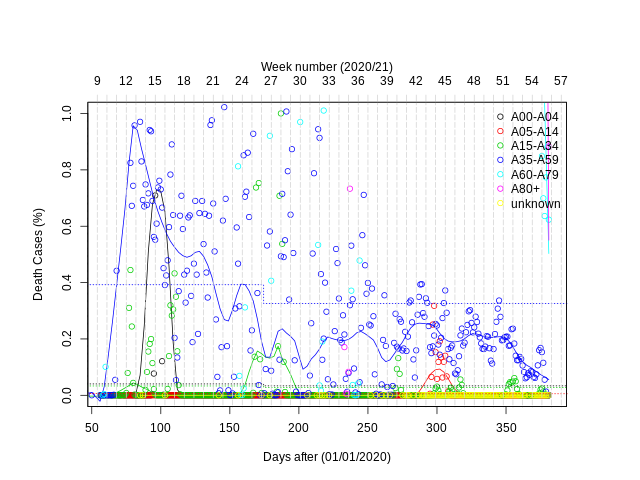 Week number (2020/21)
9 12 15 18 21 24 27 30 33 36 39 42 45 48 51 54 57
Death Cases (%)
0.0 0.2 0.4 0.6 0.8 1.0
A00-A04
A05-A14
A15-A34
A35-A59
A60-A79
A80+
unknown
50 100 150 200 250 300 350
Days after (01/01/2020)